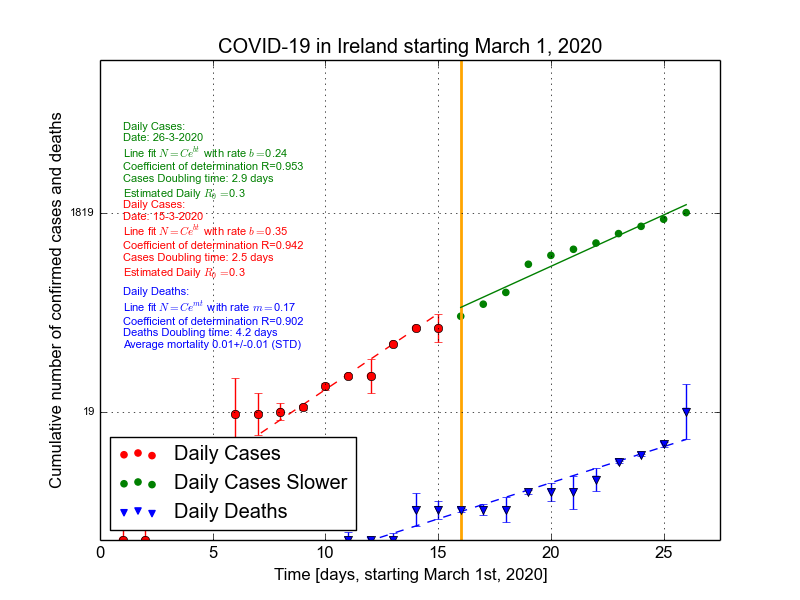 COVID-19 in Ireland starting March 1, 2020
Cumulative number of confirmed cases and deaths
1819
19
Daily Cases:
Date: 26-3-2020
Line fit N = Ce^{bt} with rate b = 0.24
Coefficient of determination R=0.953
Cases Doubling time: 2.9 days
Estimated Daily R_0 = 0.3
Daily Cases:
Date: 15-3-2020
Line fit N = Ce^{bt} with rate b = 0.35
Coefficient of determination R=0.942
Cases Doubling time: 2.5 days
Estimated Daily R_0 = 0.3
Daily Deaths:
Line fit N = Ce^{mt} with rate m = 0.17
Coefficient of determination R=0.902
Deaths Doubling time: 4.2 days
Average mortality 0.01+/-0.01 (STD)
Daily Cases
Daily Cases Slower
Daily Deaths
0 5 10 15 20 25
Time [days, starting March 1st, 2020]